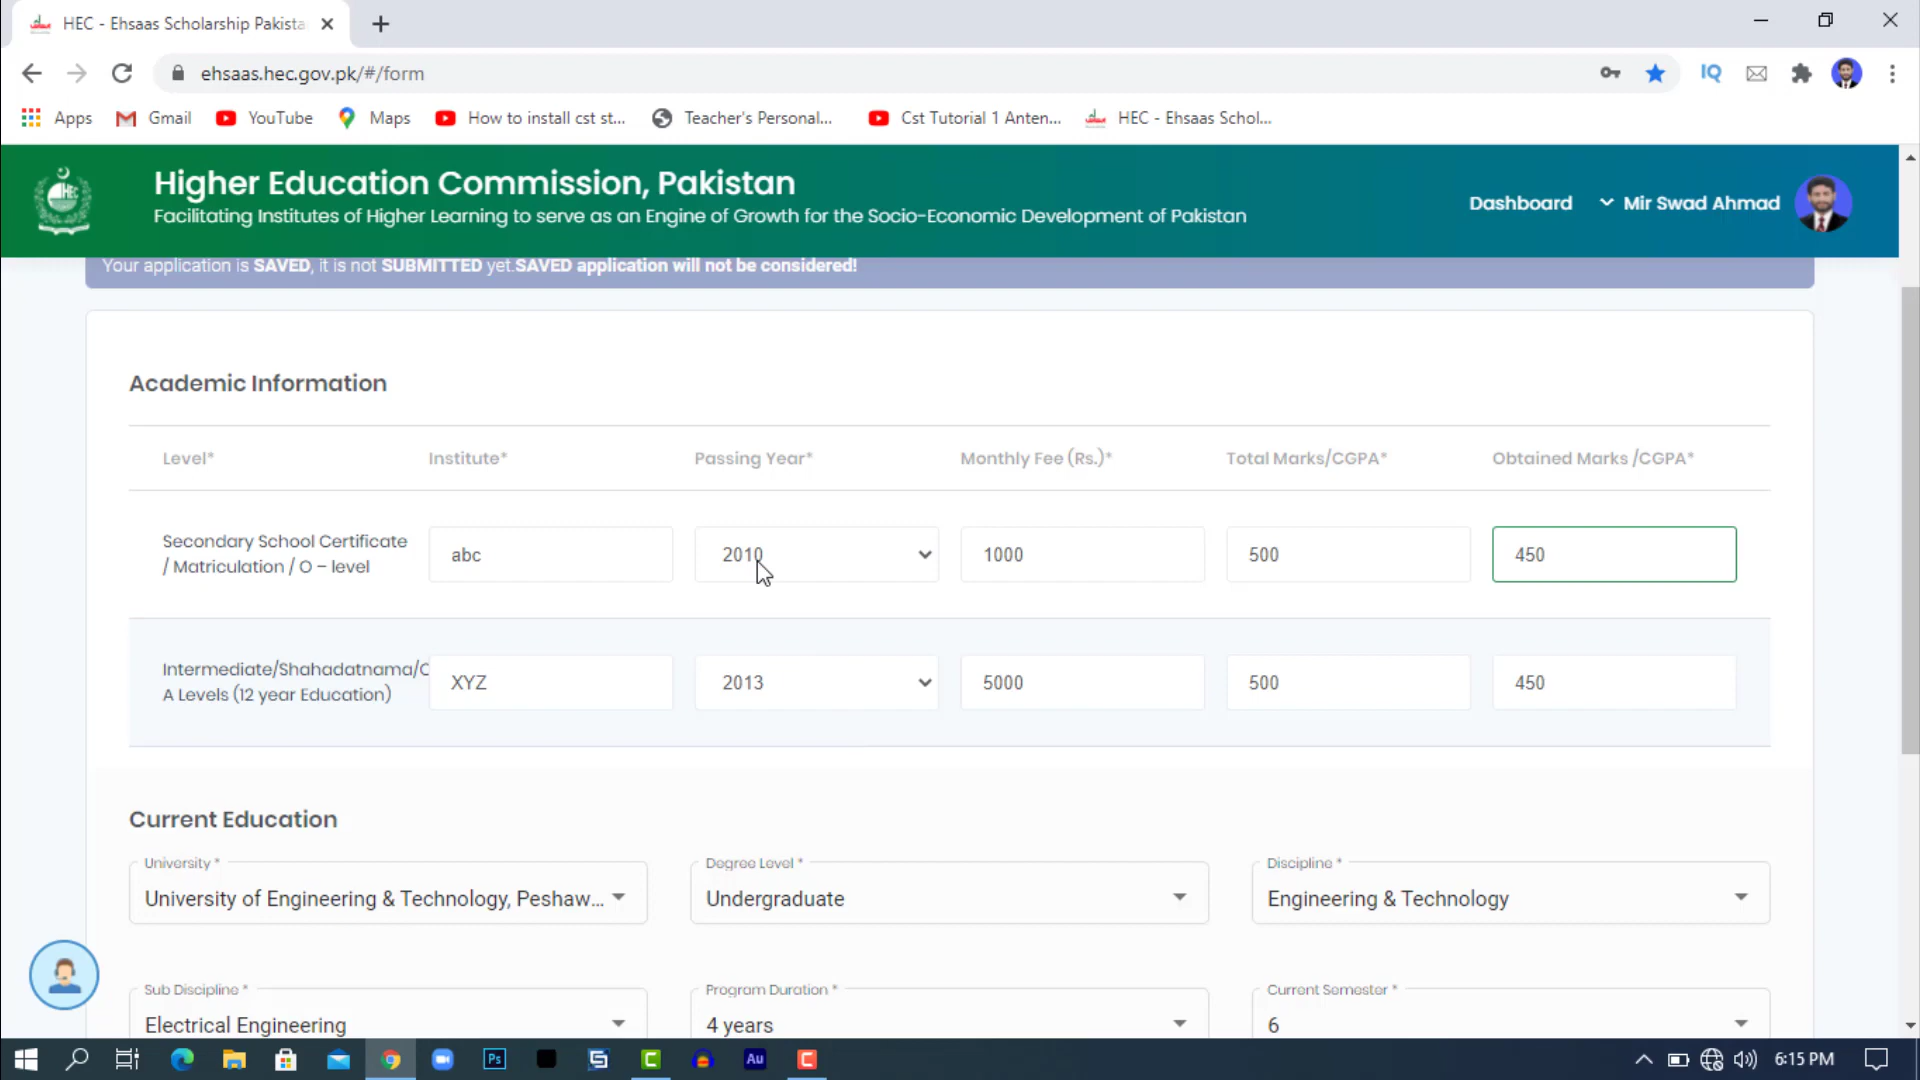 HEC - Ehsaas Scholarship Pakista
ehsaas.hec.gov.pk/#/form
IQ
Apps
Gmail
YouTube
Maps
How to install cst st...
Teacher's Personal...
Cst Tutorial 1 Anten...
HEC - Ehsaas Schol...
HEC
Higher Education Commission, Pakistan
Facilitating Institutes of Higher Learning to serve as an Engine of Growth for the Socio-Economic Development of Pakistan
Dashboard
Mir Swad Ahmad
Your application is SAVED, it is not SUBMITTED yet.SAVED application will not be considered!
Academic Information
Level* Institute* Passing Year* Monthly Fee (Rs.)* Total Marks/CGPA* Obtained Marks /CGPA*
Secondary School Certificate
/ Matriculation / O – level
abc 2010 1000 500 450
Intermediate/Shahadatnama/C
A Levels (12 year Education)
XYZ 2013 5000 500 450
Current Education
University * Degree Level * Discipline *
University of Engineering & Technology, Peshaw... Undergraduate Engineering & Technology
Sub Discipline * Program Duration * Current Semester *
Electrical Engineering 4 years 6
Ps
S
C
Au
C
6:15 PM